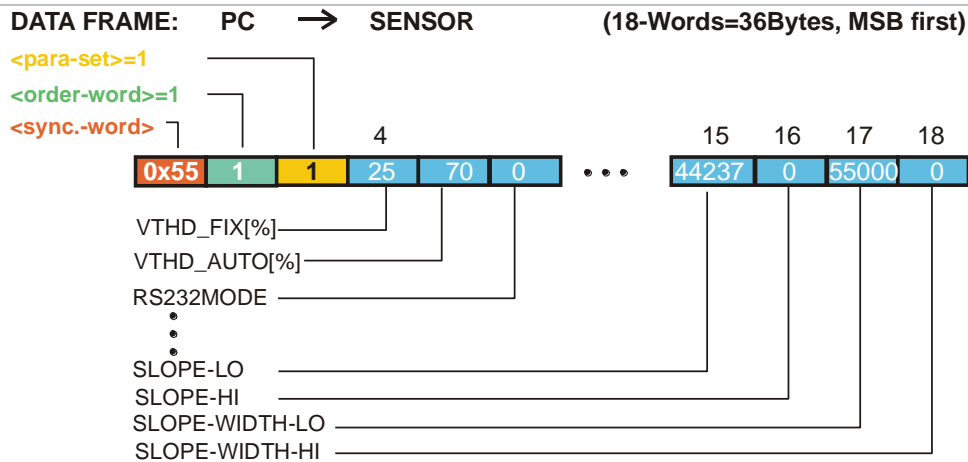 DATA FRAME: PC → SENSOR (18-Words=36Bytes, MSB first)
<para-set>=1
<order-word>=1
<sync.-word>
4 15 16 17 18
0x55 1 1 25 70 0 • • • 44237 0 55000 0
VTHD_FIX[%]
VTHD_AUTO[%]
RS232MODE
SLOPE-LO
SLOPE-HI
SLOPE-WIDTH-LO
SLOPE-WIDTH-HI